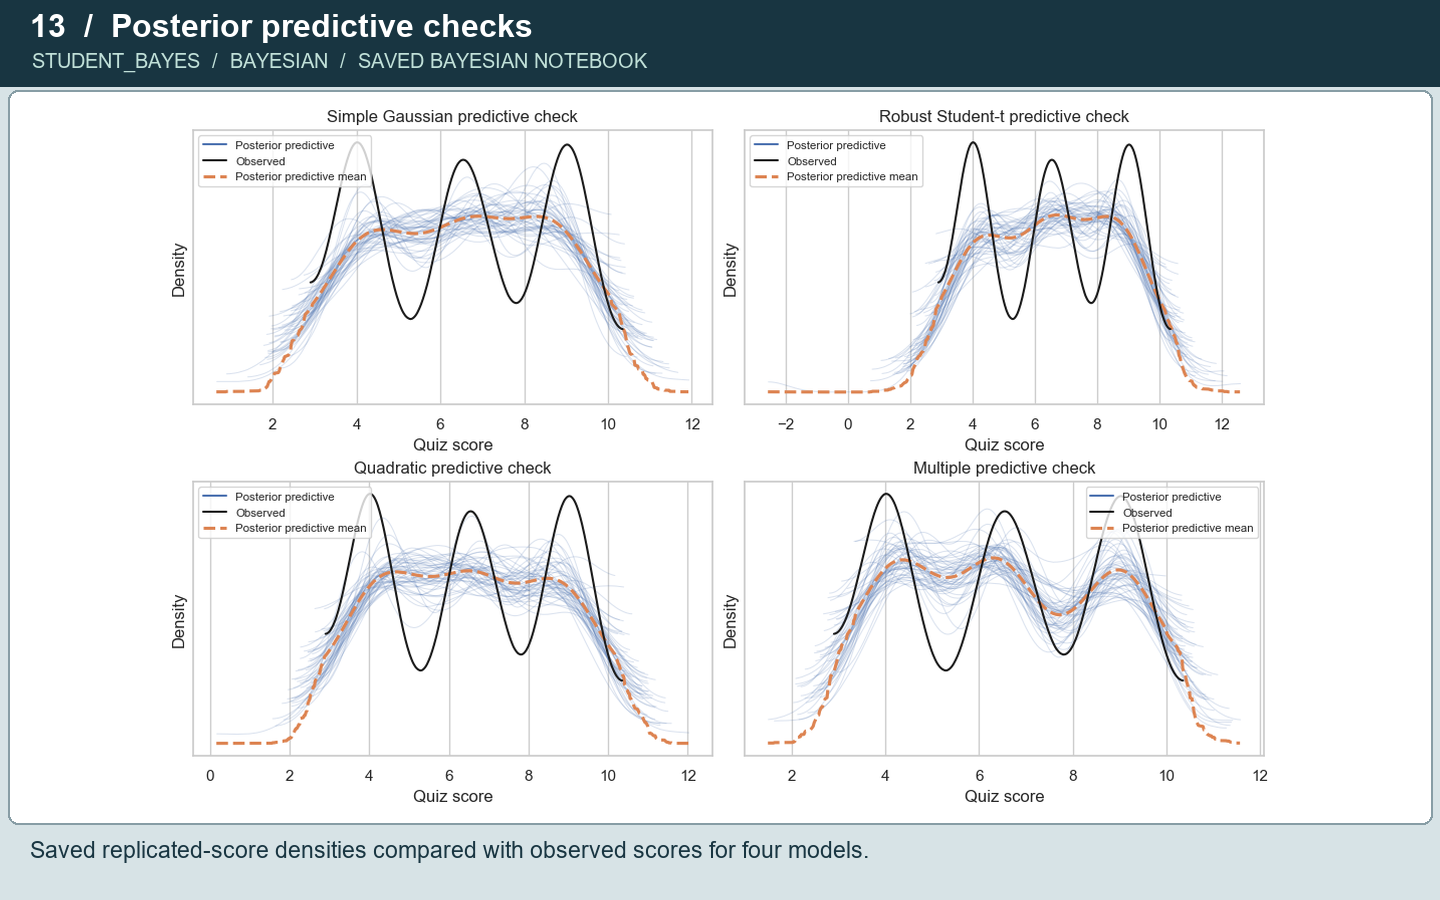 13 / Posterior predictive checks
STUDENT_BAYES / BAYESIAN / SAVED BAYESIAN NOTEBOOK
Simple Gaussian predictive check
Posterior predictive
Observed
Posterior predictive mean
Density
2 4 6 8 10 12
Quiz score
Robust Student-t predictive check
Posterior predictive
Observed
Posterior predictive mean
Density
−2 0 2 4 6 8 10 12
Quiz score
Quadratic predictive check
Posterior predictive
Observed
Posterior predictive mean
Density
0 2 4 6 8 10 12
Quiz score
Multiple predictive check
Posterior predictive
Observed
Posterior predictive mean
Density
2 4 6 8 10 12
Quiz score
Saved replicated-score densities compared with observed scores for four models.